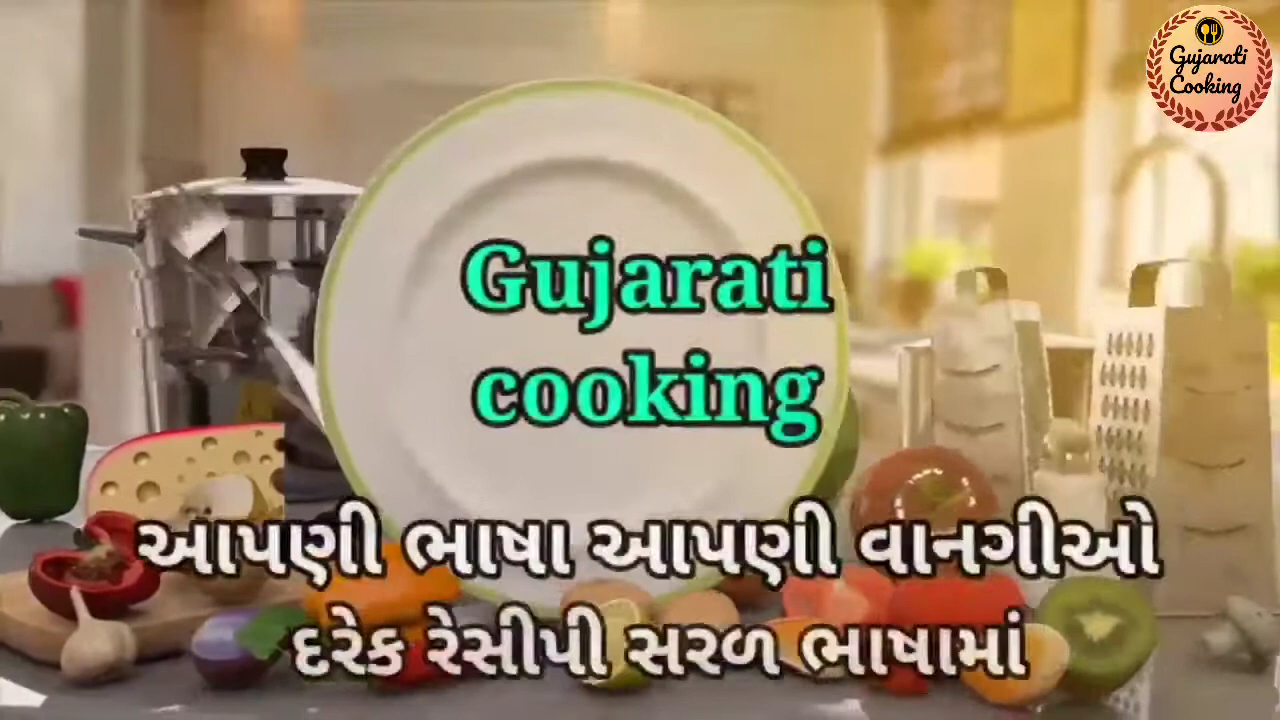 Gujarati
Cooking
Gujarati
cooking
આપણી ભાષા આપણી વાનગીઓ
દરેક રેસીપી સરળ ભાષામાં